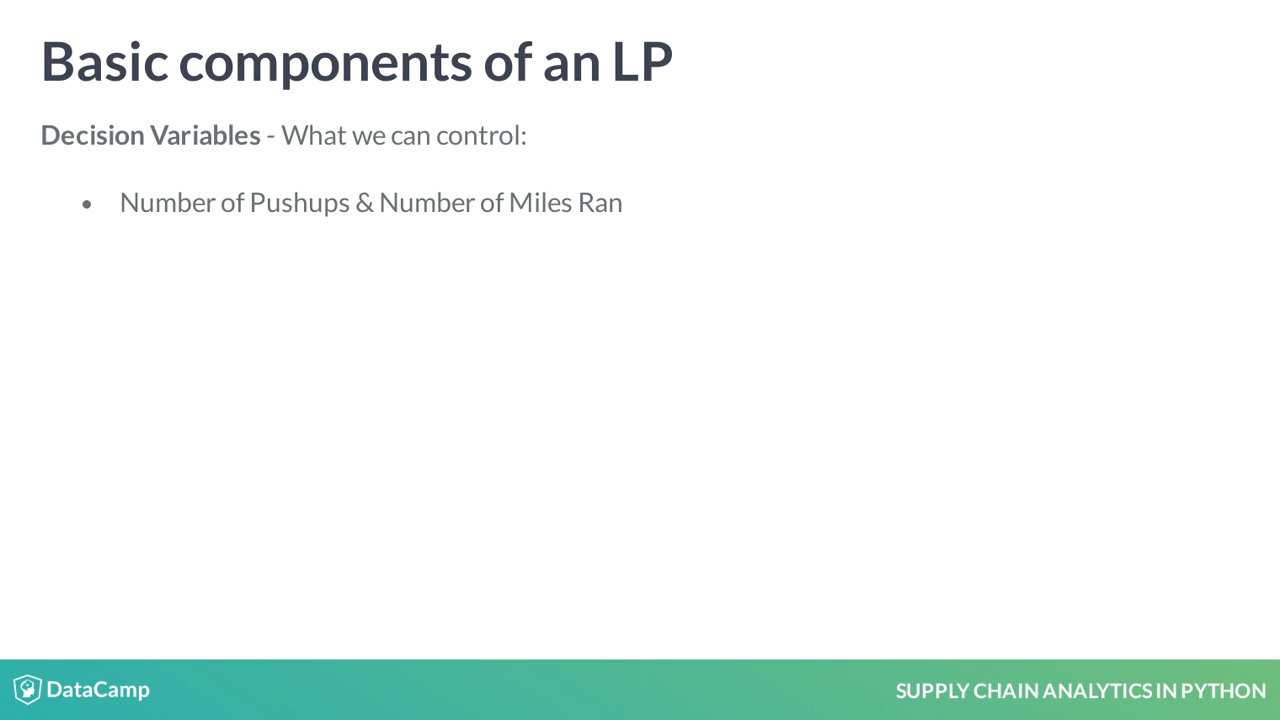 Basic components of an LP
Decision Variables - What we can control:
• Number of Pushups & Number of Miles Ran
DataCamp
SUPPLY CHAIN ANALYTICS IN PYTHON